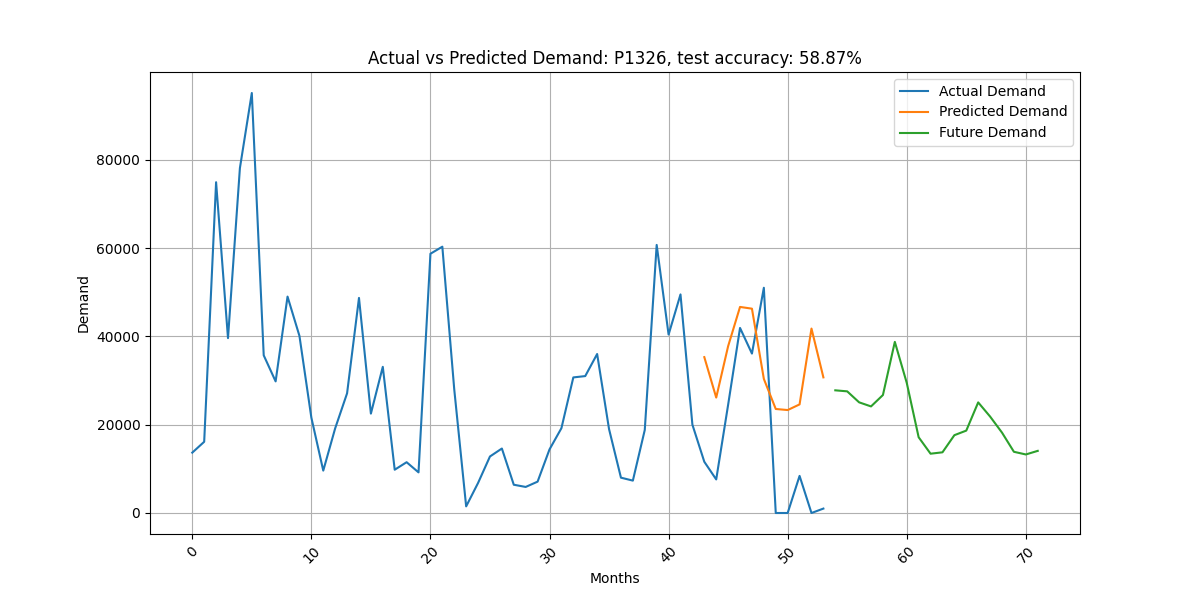 Actual vs Predicted Demand: P1326, test accuracy: 58.87%
Actual Demand
Predicted Demand
Future Demand
80000
60000
40000
20000
0
Demand
0
10
20
30
40
50
60
70
Months